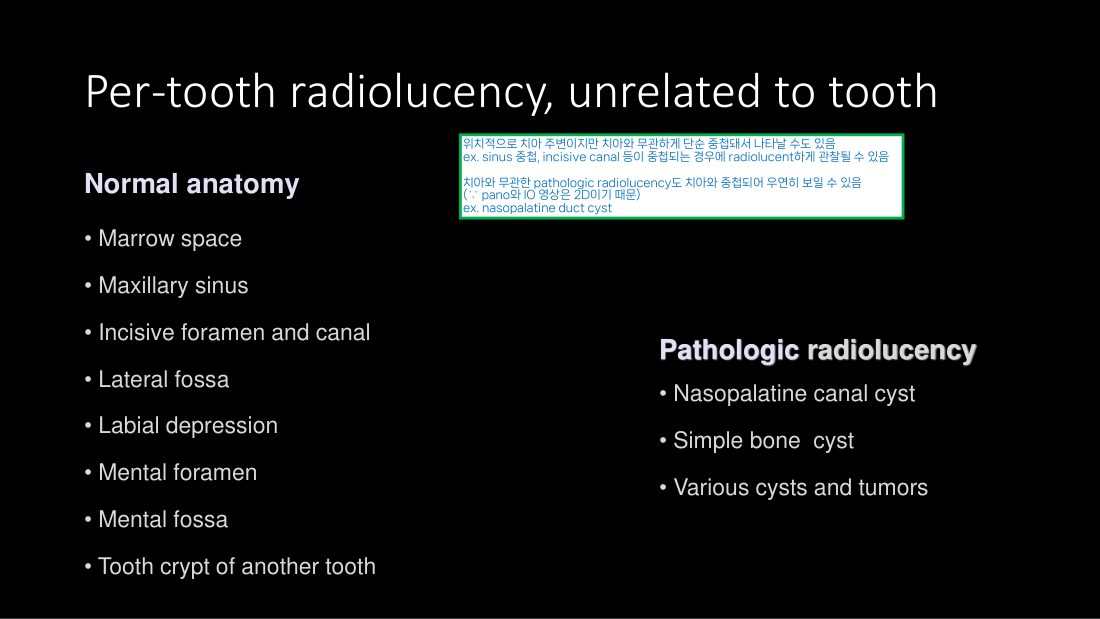 Per-tooth radiolucency, unrelated to tooth
위치적으로 치아 주변이지만 치아와 무관하게 단순 중첩돼서 나타날 수도 있음
ex. sinus 중첩, incisive canal 등이 중첩되는 경우에 radiolucent하게 관찰될 수 있음
치아와 무관한 pathologic radiolucency도 치아와 중첩되어 우연히 보일 수 있음
(∵ pano와 IO 영상은 2D이기 때문)
ex. nasopalatine duct cyst
Normal anatomy
• Marrow space
• Maxillary sinus
• Incisive foramen and canal
• Lateral fossa
• Labial depression
• Mental foramen
• Mental fossa
• Tooth crypt of another tooth
Pathologic radiolucency
• Nasopalatine canal cyst
• Simple bone  cyst
• Various cysts and tumors